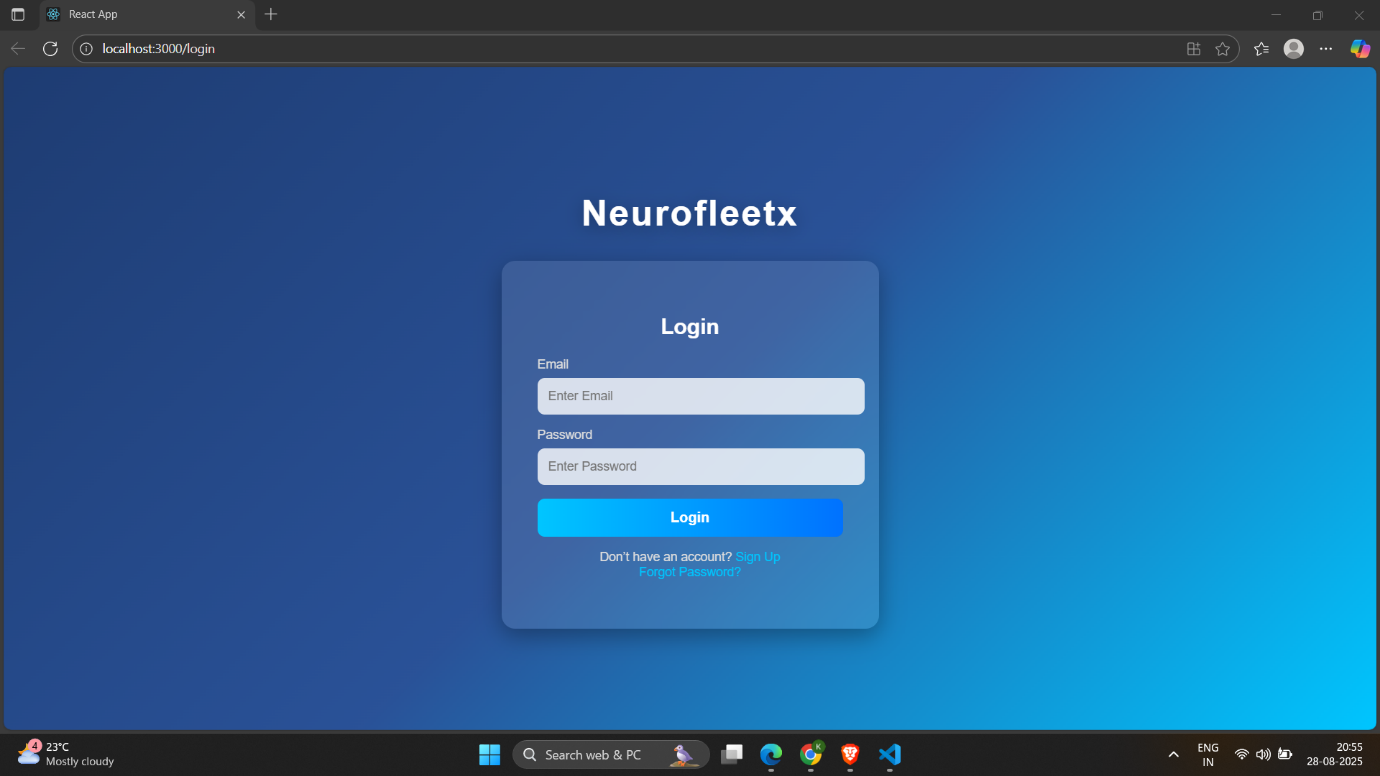 React App
localhost:3000/login
Neurofleetx
Login
Email
Enter Email
Password
Enter Password
Login
Don't have an account? Sign Up
Forgot Password?
4
23°C
Mostly cloudy
Search web & PC
K
ENG
IN
20:55
28-08-2025